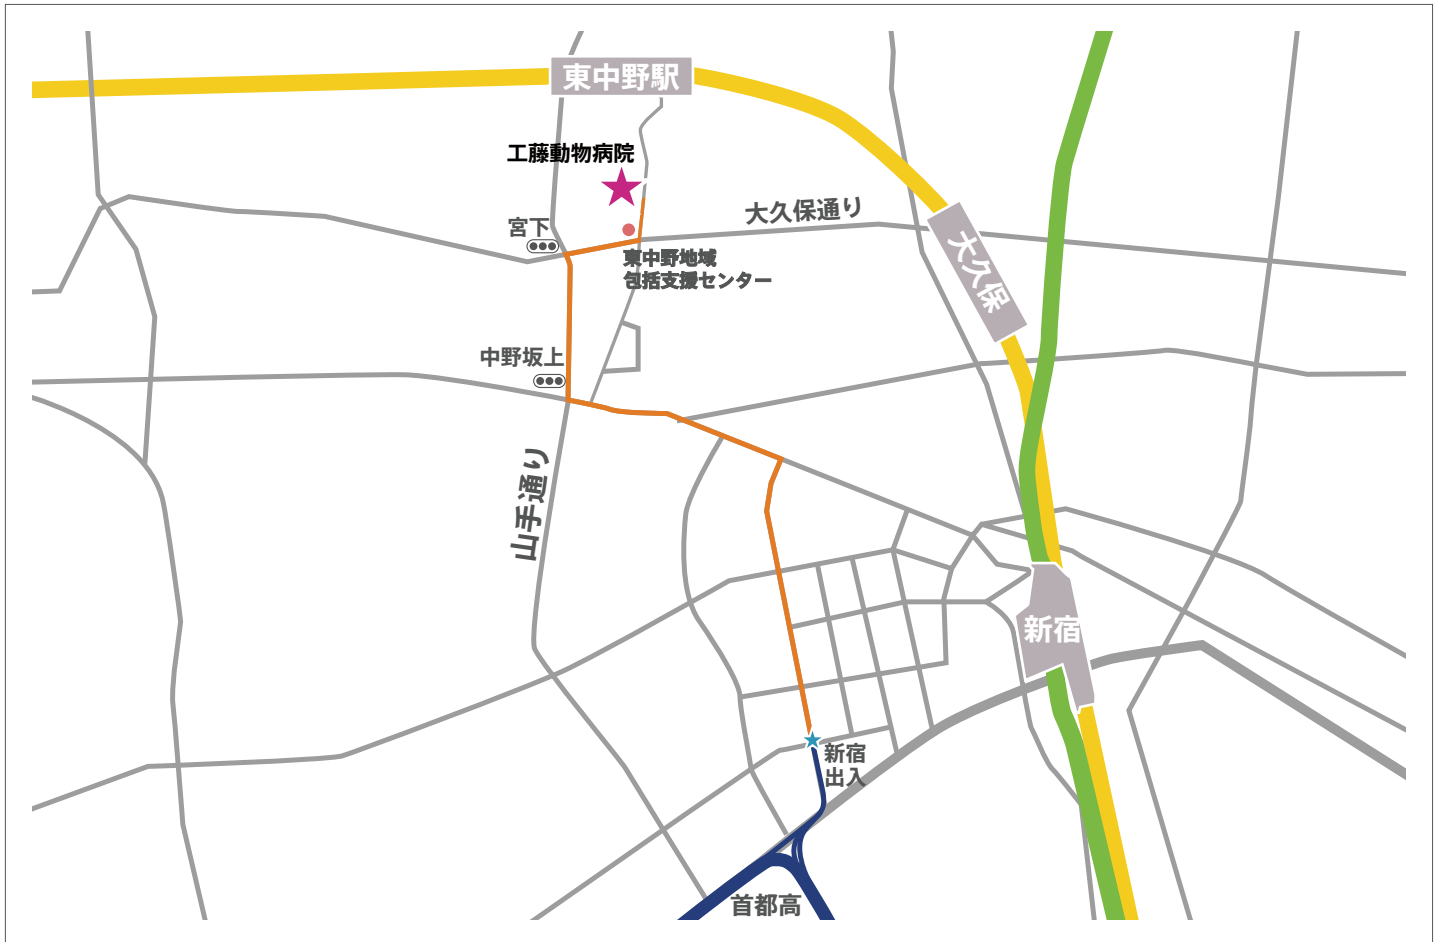 東中野駅
工藤動物病院
宮下
大久保通り
東中野地域
包括支援センター
大久保
中野坂上
山手通り
新宿
新宿
出入
首都高